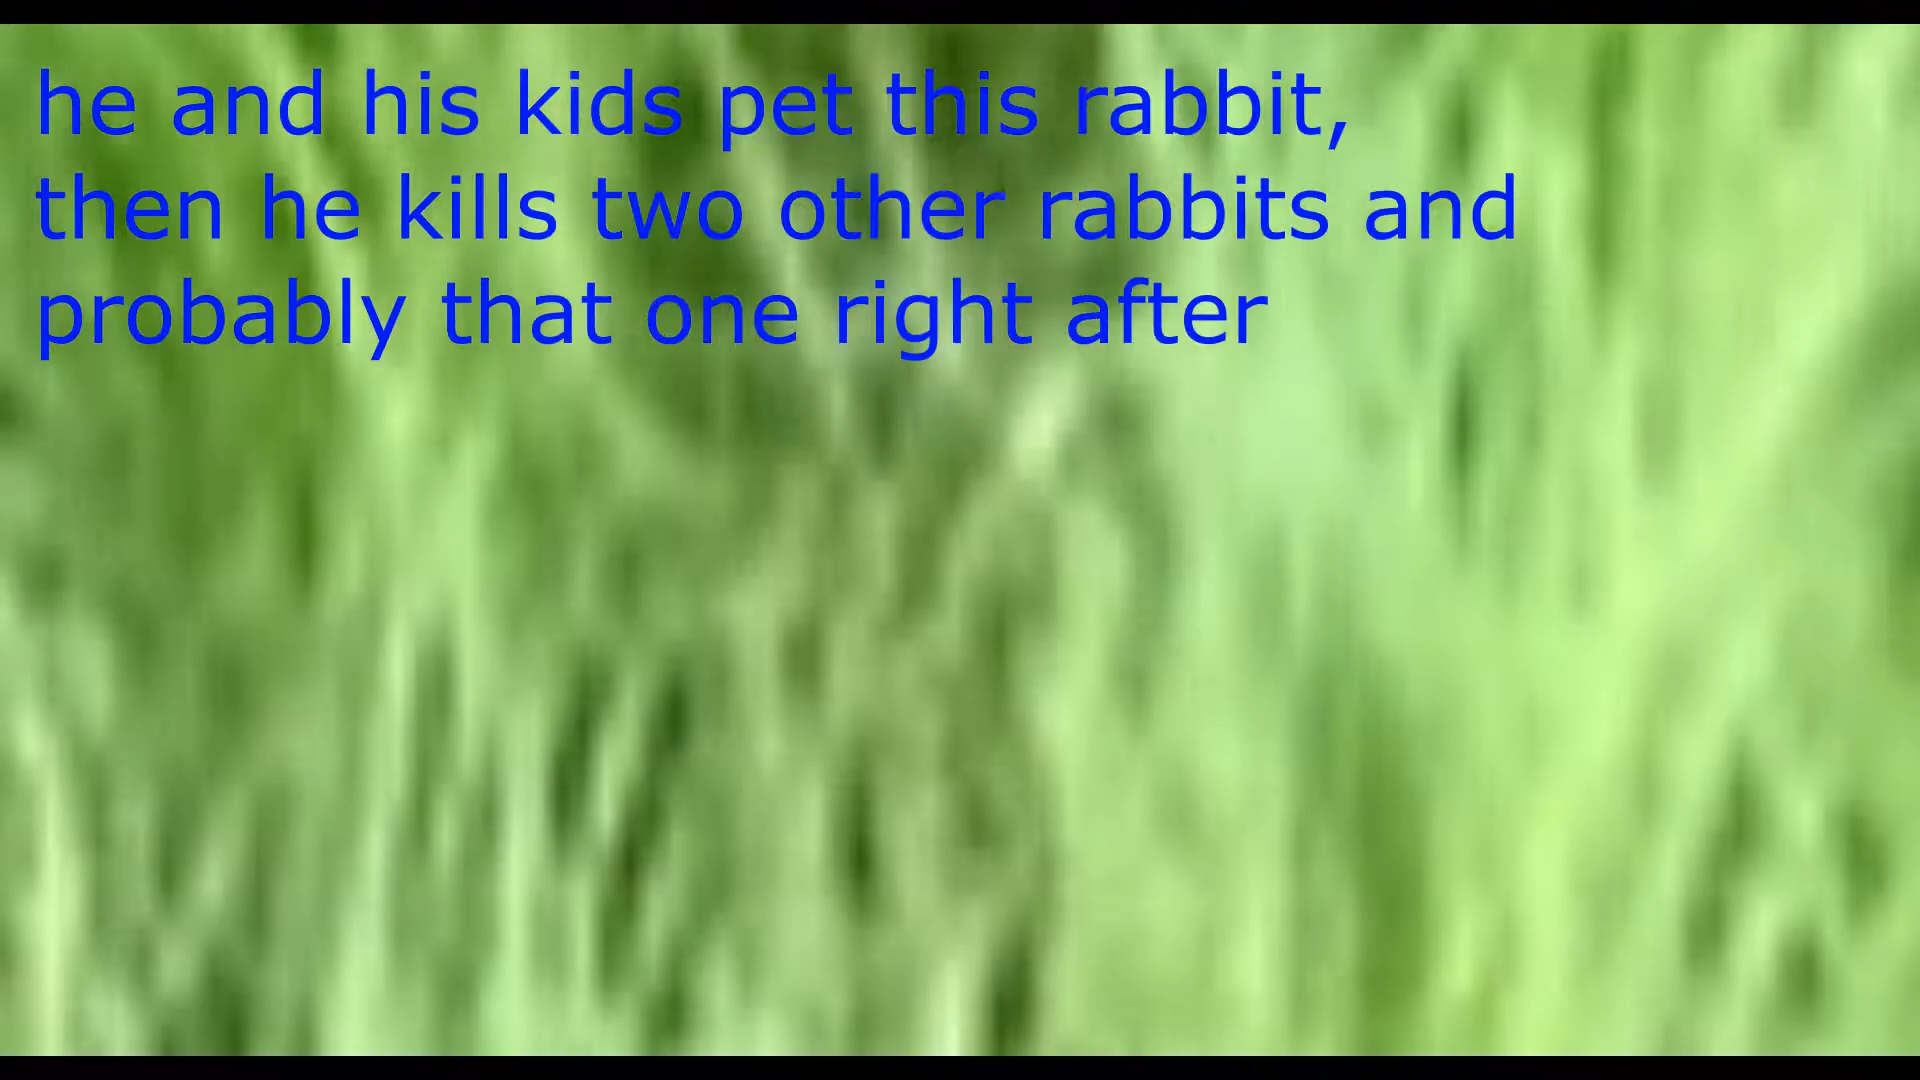 he and his kids pet this rabbit,
then he kills two other rabbits and
probably that one right after